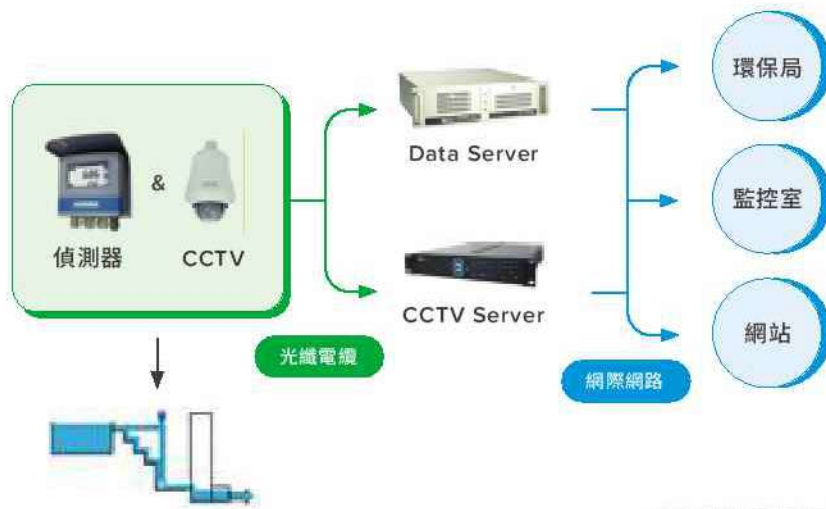 環保局
&
Data Server
監控室
偵測器
CCTV
CCTV Server
網站
光纖電纜
網際網路